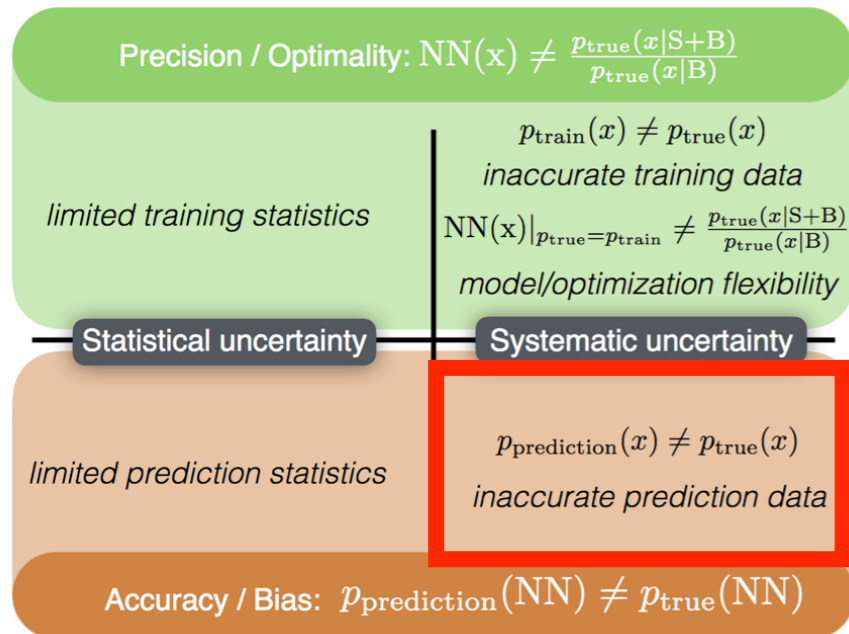 Precision / Optimality: NN(x) ≠ p_true(x|S+B) / p_true(x|B)
limited training statistics
p_train(x) ≠ p_true(x)
inaccurate training data
NN(x)|_{p_true=p_train} ≠ p_true(x|S+B) / p_true(x|B)
model/optimization flexibility
Statistical uncertainty
Systematic uncertainty
limited prediction statistics
p_prediction(x) ≠ p_true(x)
inaccurate prediction data
Accuracy / Bias: p_prediction(NN) ≠ p_true(NN)